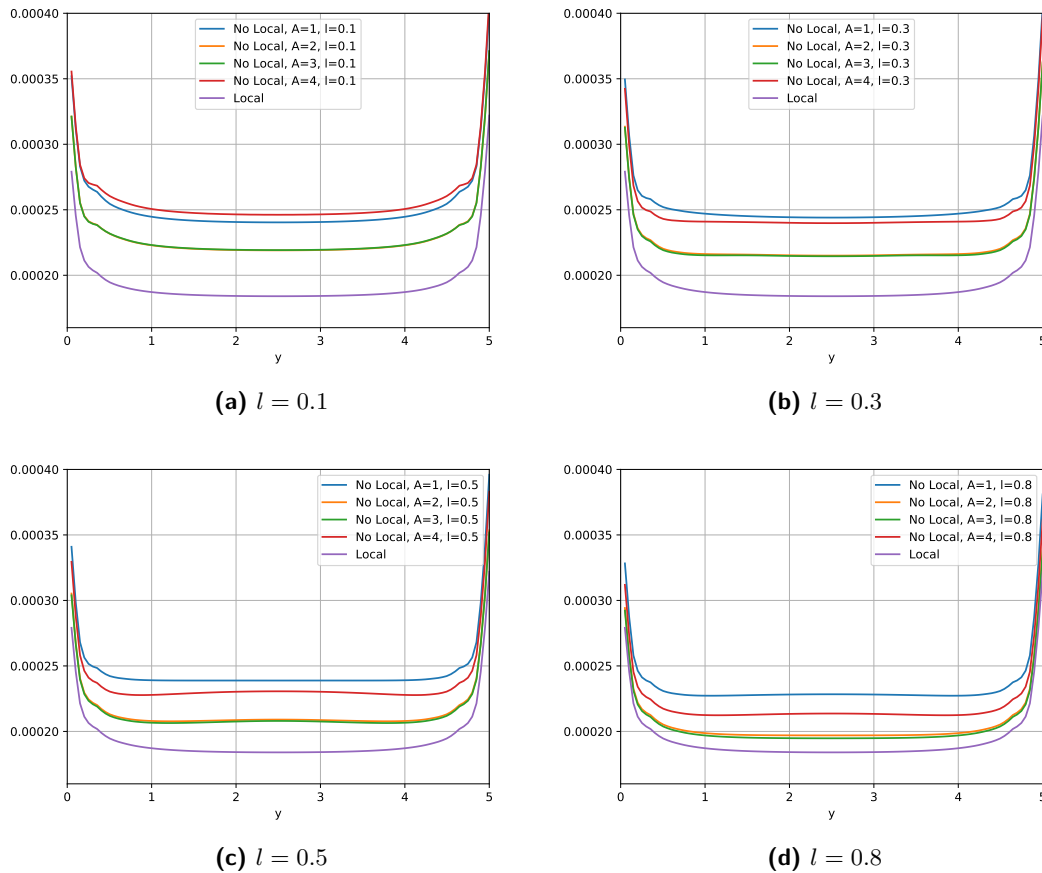 0.00040
0.00035
0.00030
0.00025
0.00020
No Local, A=1, l=0.1
No Local, A=2, l=0.1
No Local, A=3, l=0.1
No Local, A=4, l=0.1
Local
0 1 2 3 4 5
y
(a) l = 0.1
0.00040
0.00035
0.00030
0.00025
0.00020
No Local, A=1, l=0.3
No Local, A=2, l=0.3
No Local, A=3, l=0.3
No Local, A=4, l=0.3
Local
0 1 2 3 4 5
y
(b) l = 0.3
0.00040
0.00035
0.00030
0.00025
0.00020
No Local, A=1, l=0.5
No Local, A=2, l=0.5
No Local, A=3, l=0.5
No Local, A=4, l=0.5
Local
0 1 2 3 4 5
y
(c) l = 0.5
0.00040
0.00035
0.00030
0.00025
0.00020
No Local, A=1, l=0.8
No Local, A=2, l=0.8
No Local, A=3, l=0.8
No Local, A=4, l=0.8
Local
0 1 2 3 4 5
y
(d) l = 0.8